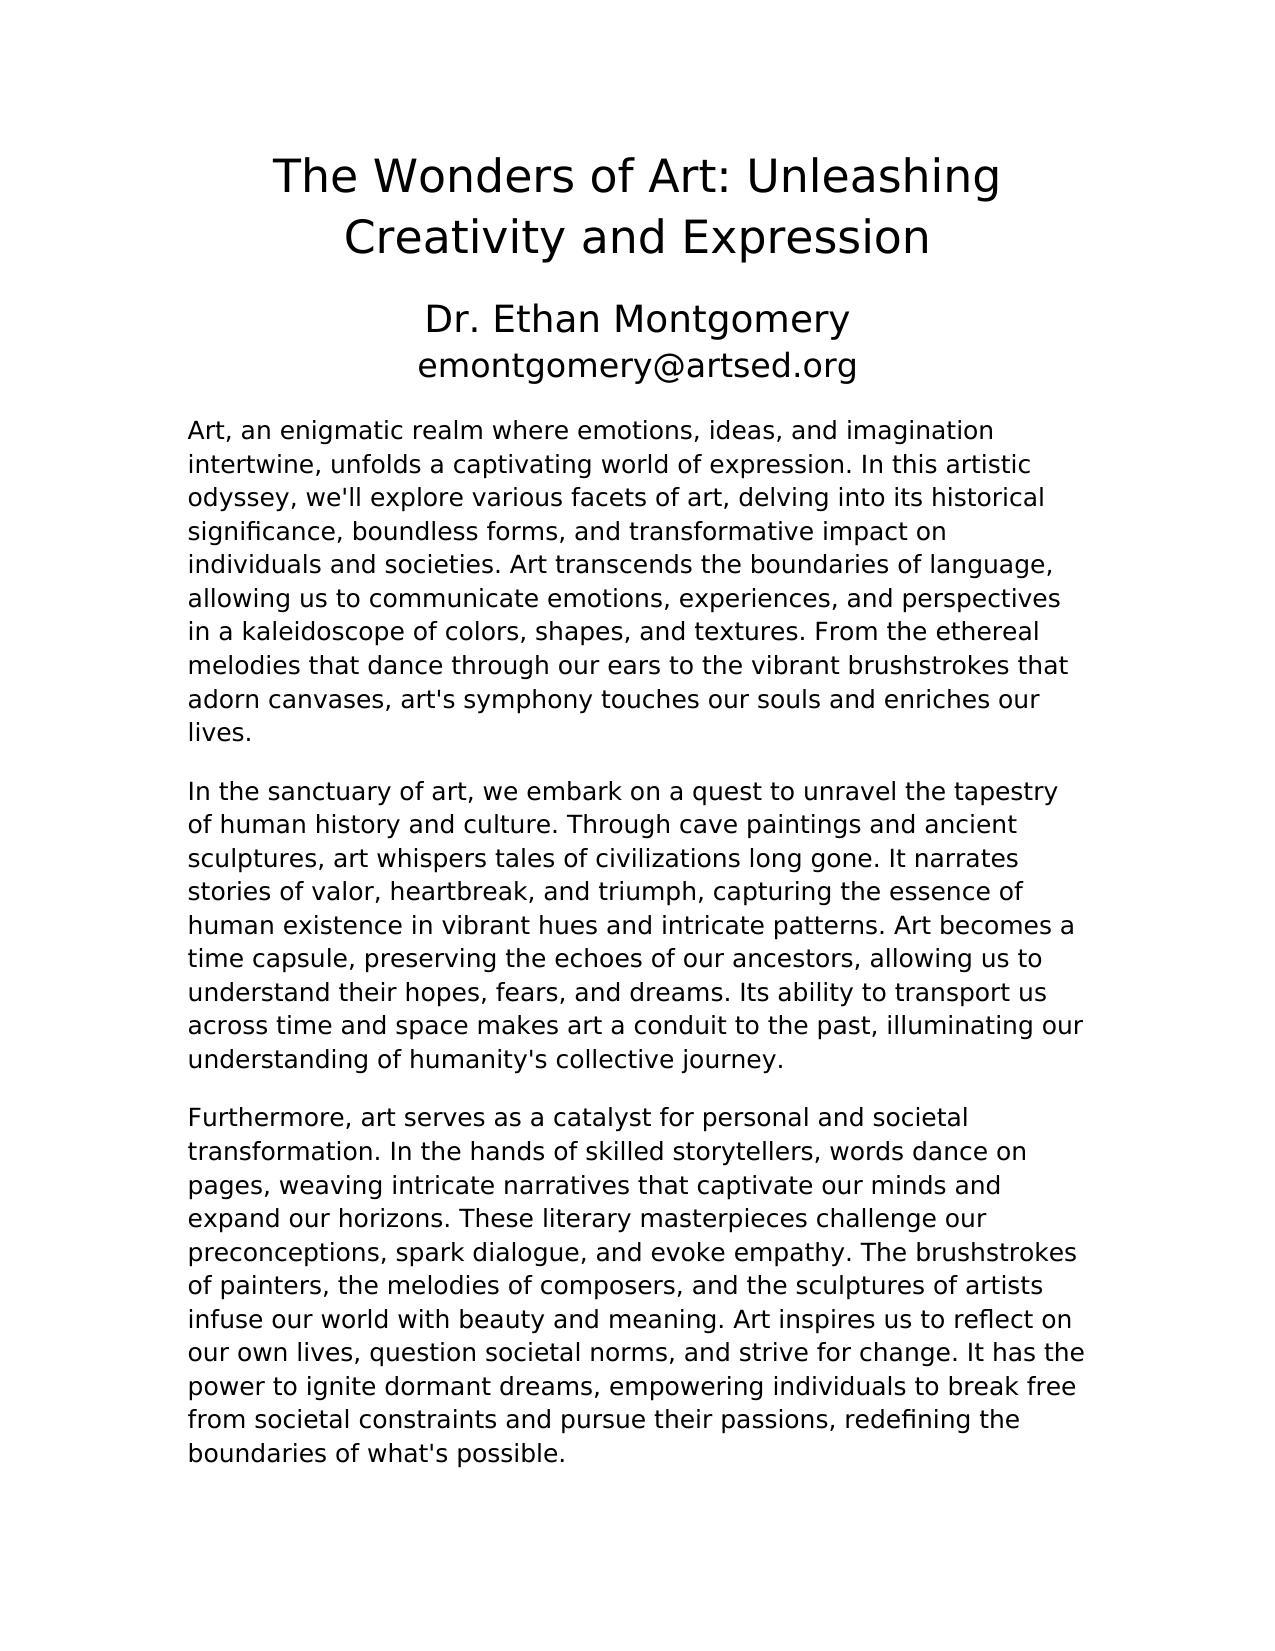 The Wonders of Art: Unleashing
Creativity and Expression
Dr. Ethan Montgomery
emontgomery@artsed.org
Art, an enigmatic realm where emotions, ideas, and imagination
intertwine, unfolds a captivating world of expression. In this artistic
odyssey, we'll explore various facets of art, delving into its historical
significance, boundless forms, and transformative impact on
individuals and societies. Art transcends the boundaries of language,
allowing us to communicate emotions, experiences, and perspectives
in a kaleidoscope of colors, shapes, and textures. From the ethereal
melodies that dance through our ears to the vibrant brushstrokes that
adorn canvases, art's symphony touches our souls and enriches our
lives.
In the sanctuary of art, we embark on a quest to unravel the tapestry
of human history and culture. Through cave paintings and ancient
sculptures, art whispers tales of civilizations long gone. It narrates
stories of valor, heartbreak, and triumph, capturing the essence of
human existence in vibrant hues and intricate patterns. Art becomes a
time capsule, preserving the echoes of our ancestors, allowing us to
understand their hopes, fears, and dreams. Its ability to transport us
across time and space makes art a conduit to the past, illuminating our
understanding of humanity's collective journey.
Furthermore, art serves as a catalyst for personal and societal
transformation. In the hands of skilled storytellers, words dance on
pages, weaving intricate narratives that captivate our minds and
expand our horizons. These literary masterpieces challenge our
preconceptions, spark dialogue, and evoke empathy. The brushstrokes
of painters, the melodies of composers, and the sculptures of artists
infuse our world with beauty and meaning. Art inspires us to reflect on
our own lives, question societal norms, and strive for change. It has the
power to ignite dormant dreams, empowering individuals to break free
from societal constraints and pursue their passions, redefining the
boundaries of what's possible.